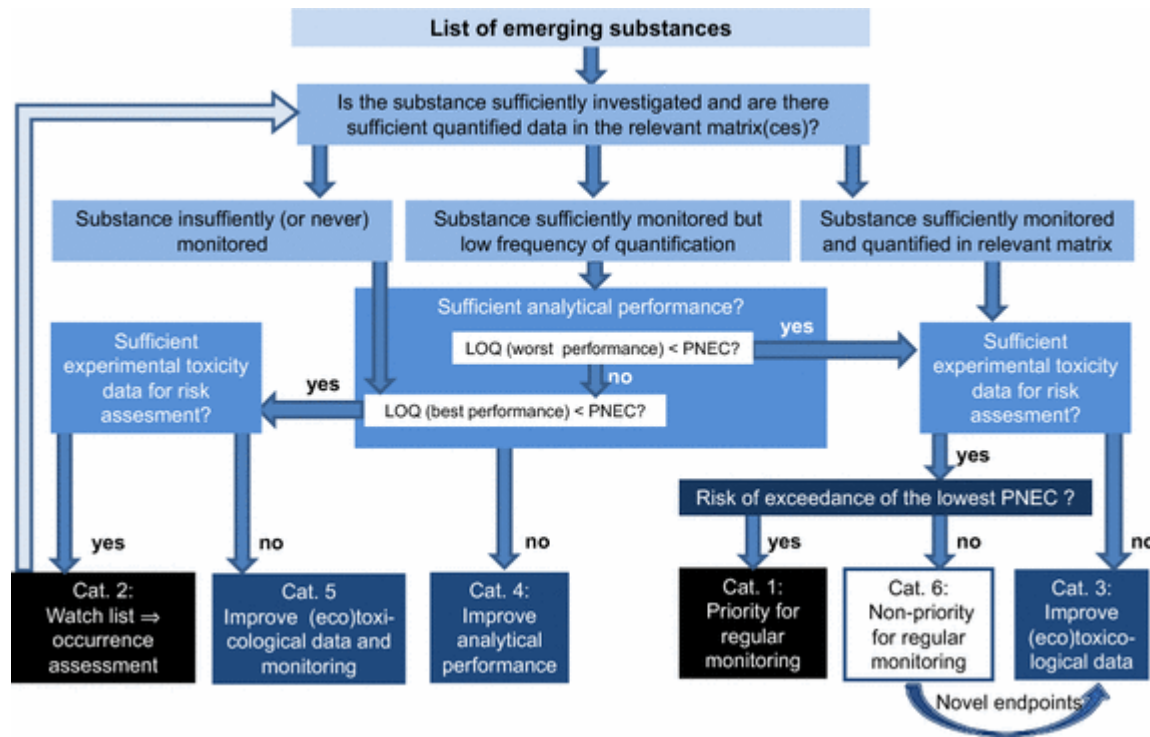 List of emerging substances
Is the substance sufficiently investigated and are there
sufficient quantified data in the relevant matrix(ces)?
Substance insuffiently (or never)
monitored
Substance sufficiently monitored but
low frequency of quantification
Substance sufficiently monitored
and quantified in relevant matrix
Sufficient analytical performance?
LOQ (worst performance) < PNEC?
yes
no
LOQ (best performance) < PNEC?
yes
Sufficient
experimental toxicity
data for risk
assesment?
Sufficient
experimental toxicity
data for risk
assesment?
yes
Risk of exceedance of the lowest PNEC ?
yes
no
no
yes
no
no
Cat. 2:
Watch list ⇒
occurrence
assessment
Cat. 5
Improve (eco)toxi-
cological data and
monitoring
Cat. 4:
Improve
analytical
performance
Cat. 1:
Priority for
regular
monitoring
Cat. 6:
Non-priority
for regular
monitoring
Cat. 3:
Improve
(eco)toxico-
logical data
Novel endpoints